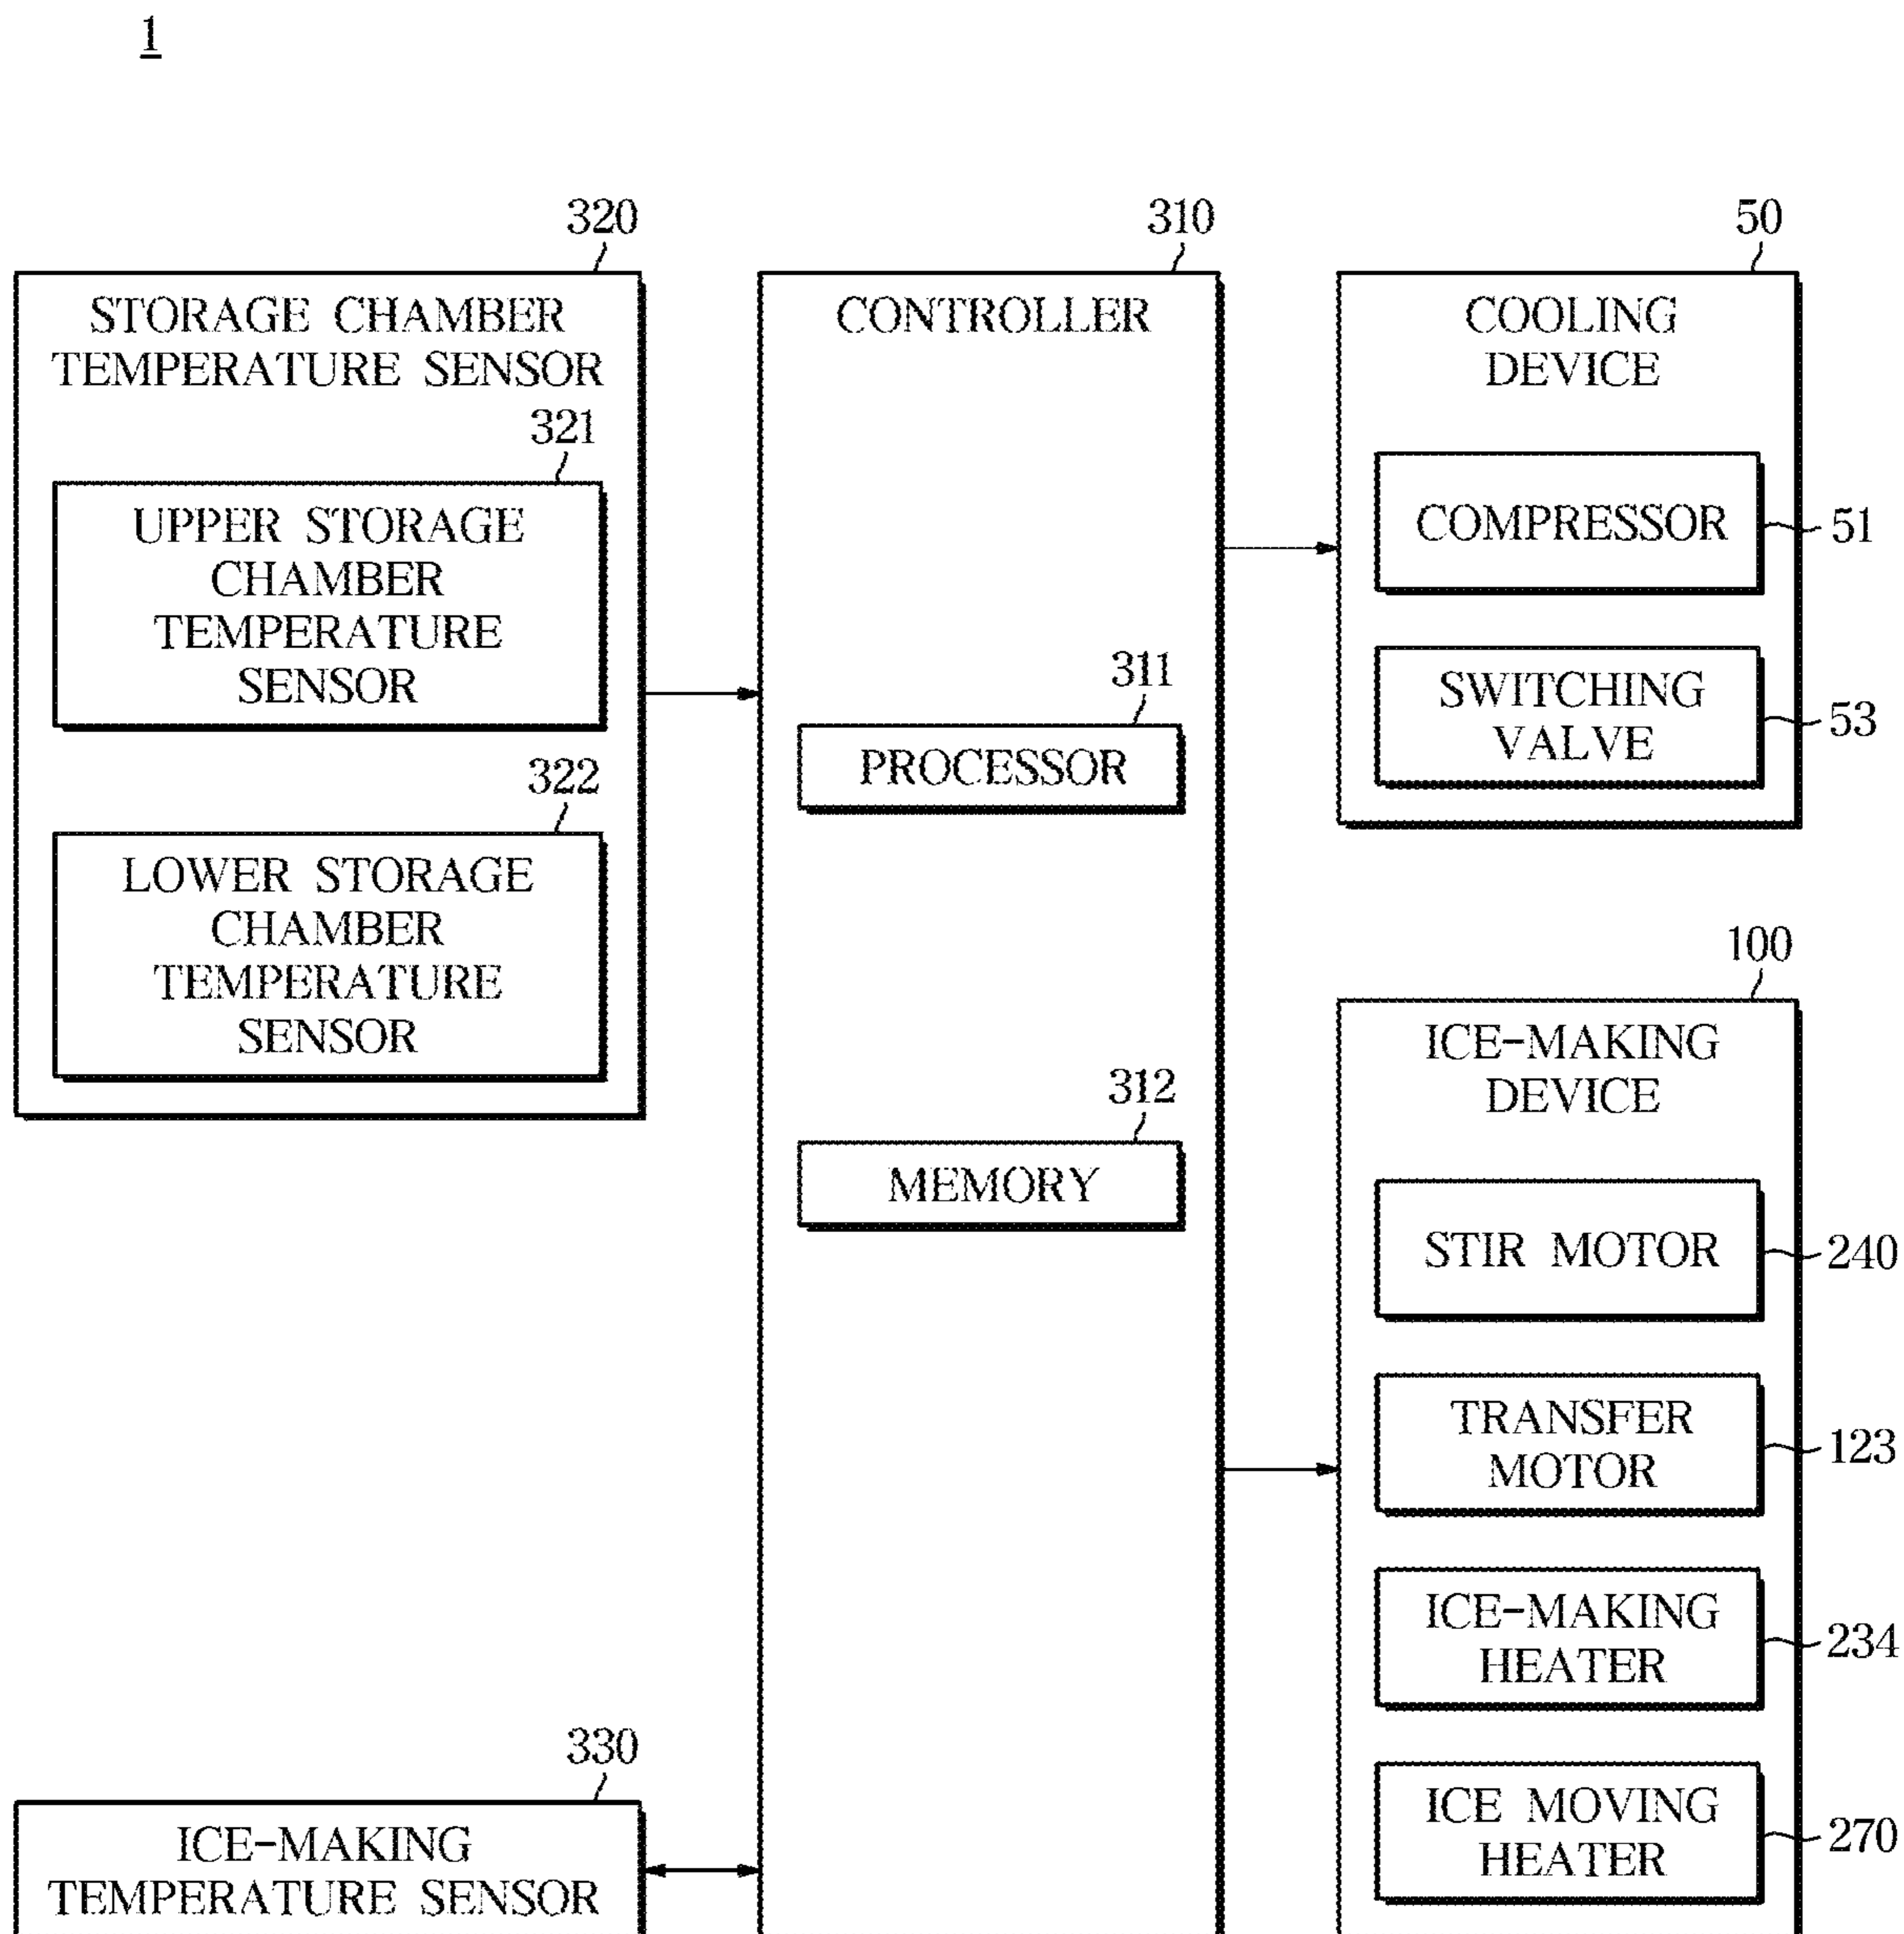 1
320
STORAGE CHAMBER
TEMPERATURE SENSOR
321
UPPER STORAGE
CHAMBER
TEMPERATURE
SENSOR
322
LOWER STORAGE
CHAMBER
TEMPERATURE
SENSOR
330
ICE-MAKING
TEMPERATURE SENSOR
310
CONTROLLER
311
PROCESSOR
312
MEMORY
50
COOLING
DEVICE
COMPRESSOR
51
SWITCHING
VALVE
53
100
ICE-MAKING
DEVICE
STIR MOTOR
240
TRANSFER
MOTOR
123
ICE-MAKING
HEATER
234
ICE MOVING
HEATER
270